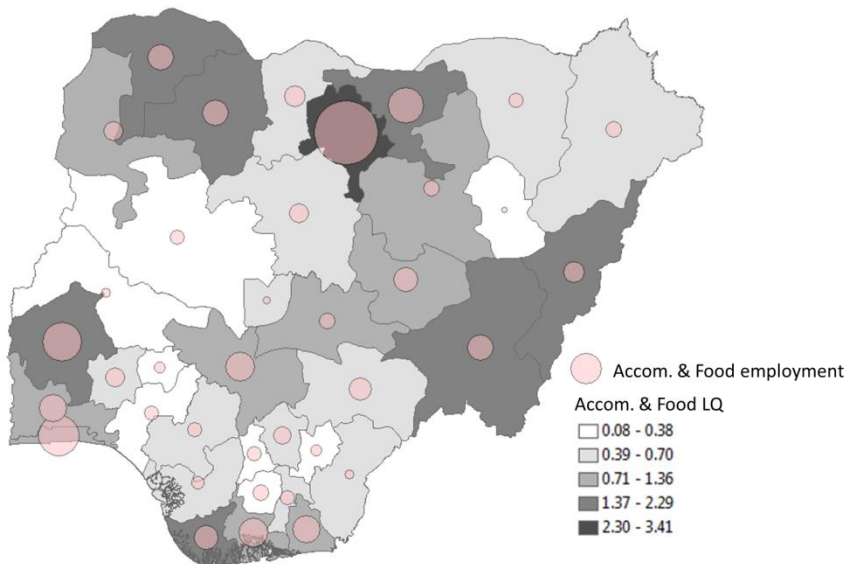 Accom. & Food employment
Accom. & Food LQ
0.08 - 0.38
0.39 - 0.70
0.71 - 1.36
1.37 - 2.29
2.30 - 3.41